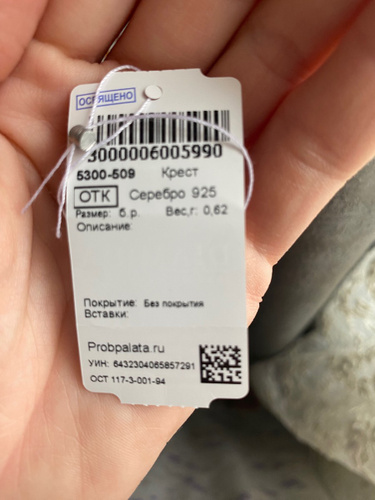 ОСВЯЩЕНО
3000006005990
5300-509 Крест
ОТК Серебро 925
Размер: б.р. Вес,г: 0,62
Описание:
Покрытие: Без покрытия
Вставки:
Probpalata.ru
УИН: 6432304065857291
ОСТ 117-3-001-94